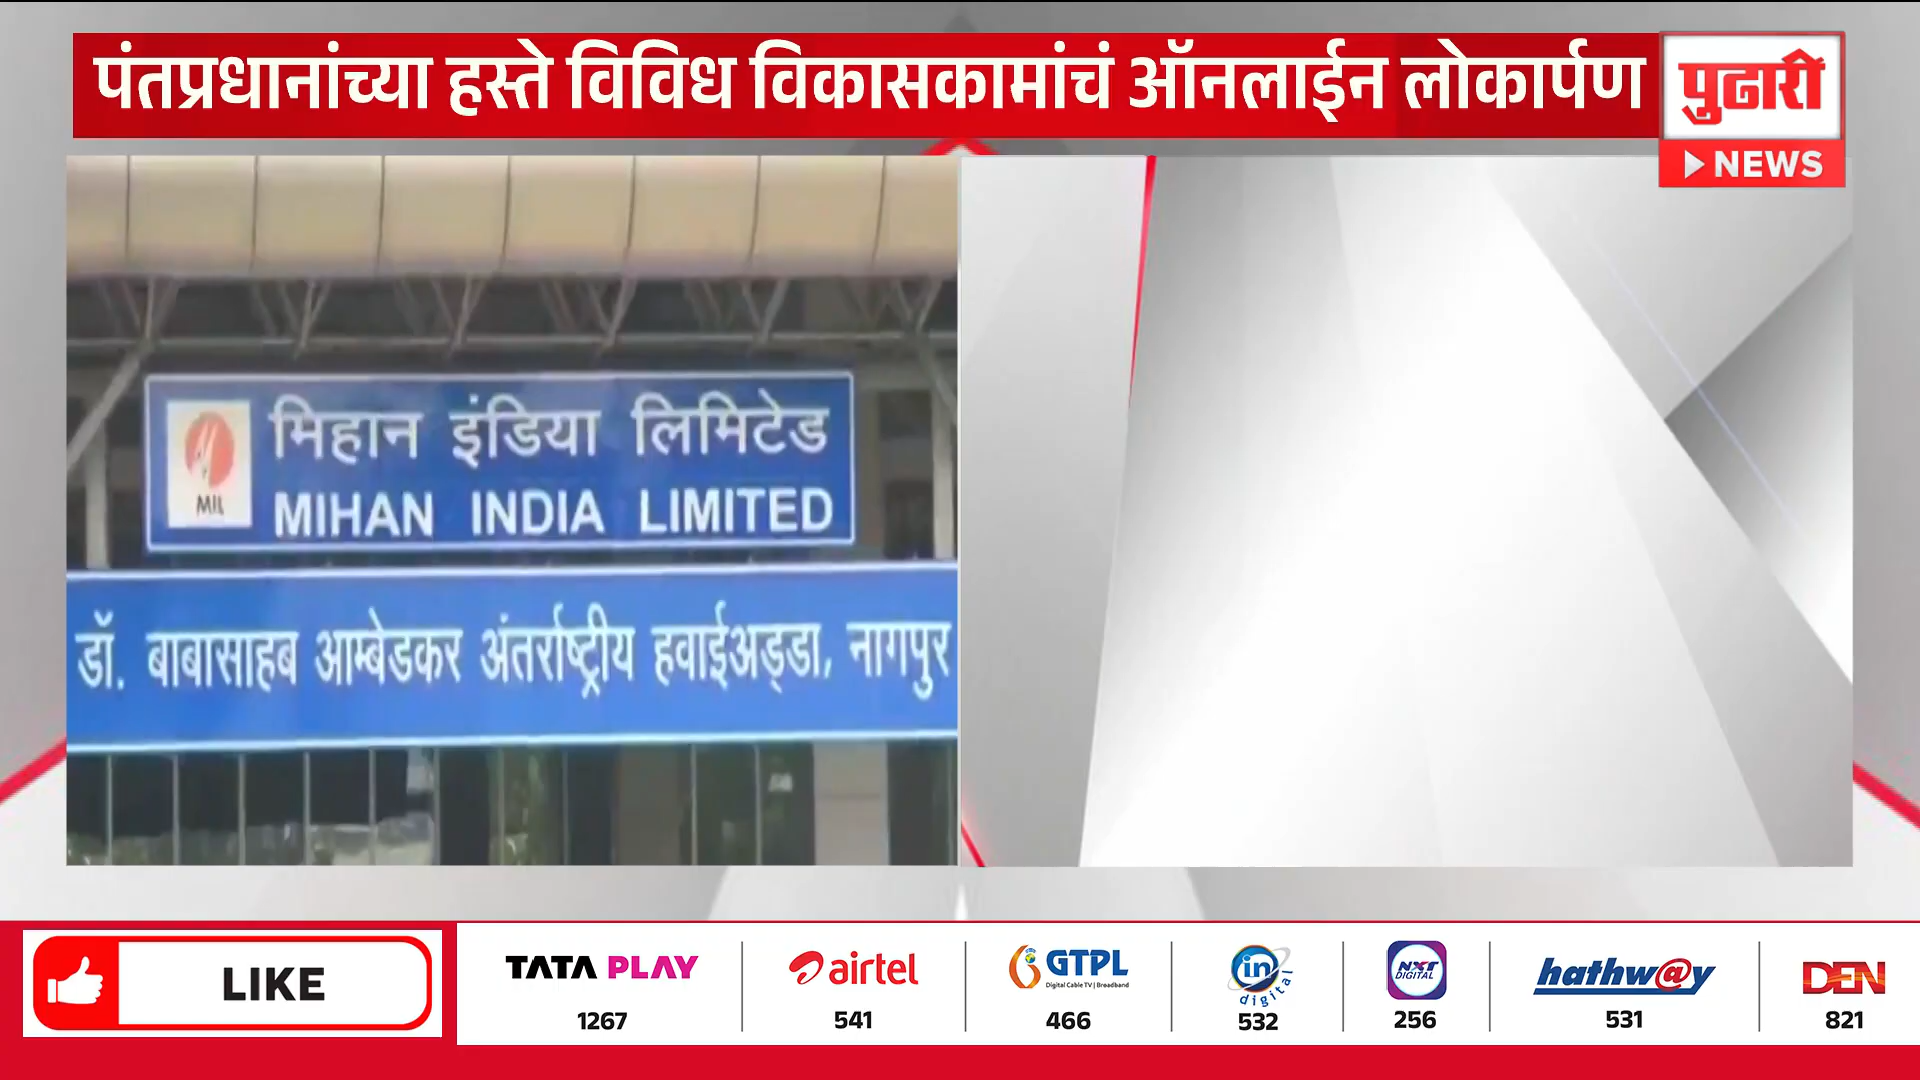 पंतप्रधानांच्या हस्ते विविध विकासकामांचं ऑनलाईन लोकार्पण
पुढारी
NEWS
मिहान इंडिया लिमिटेड
MIL
MIHAN INDIA LIMITED
डॉ. बाबासाहब आम्बेडकर अंतर्राष्ट्रीय हवाईअड्डा, नागपुर
LIKE
TATA PLAY
1267
airtel
541
GTPL
Digital Cable TV | Broadband
466
in
digital
532
NXT
DIGITAL
256
hathw@y
531
DEN
821